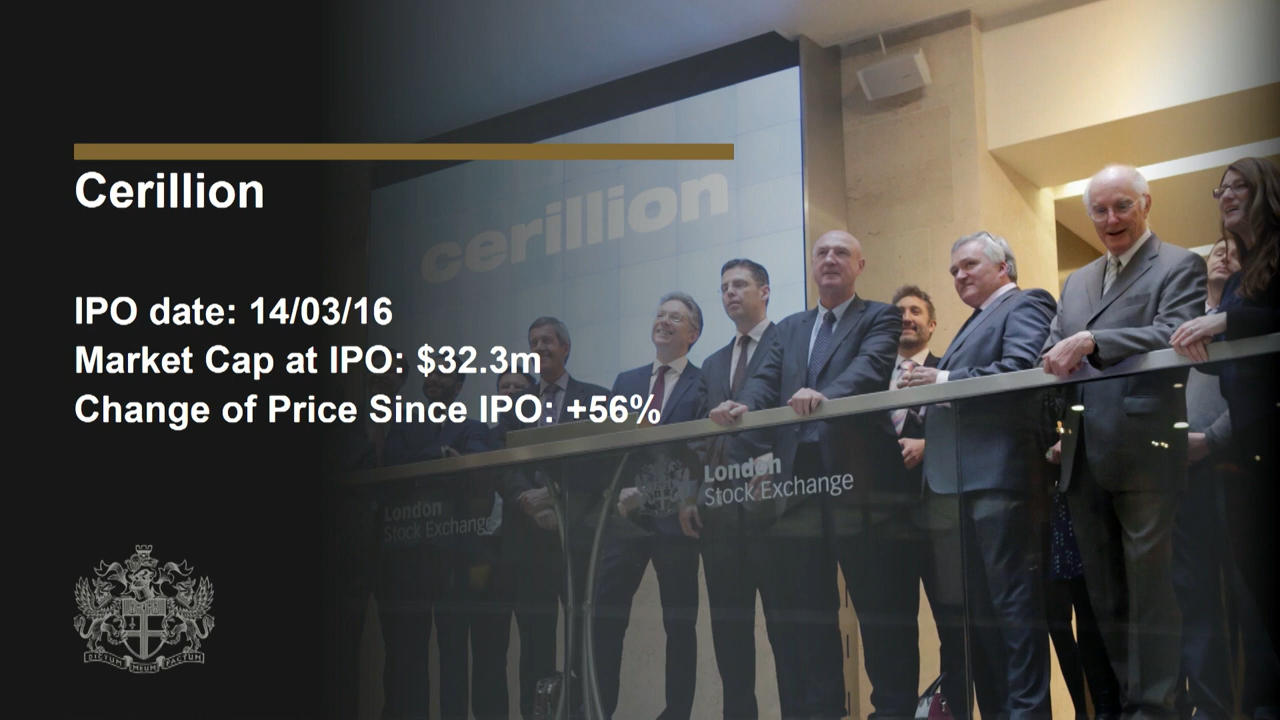 cerillion
Cerillion
IPO date: 14/03/16
Market Cap at IPO: $32.3m
Change of Price Since IPO: +56%
London
Stock Exchange
London
Stock Exchange
DICTUM MEUM PACTUM